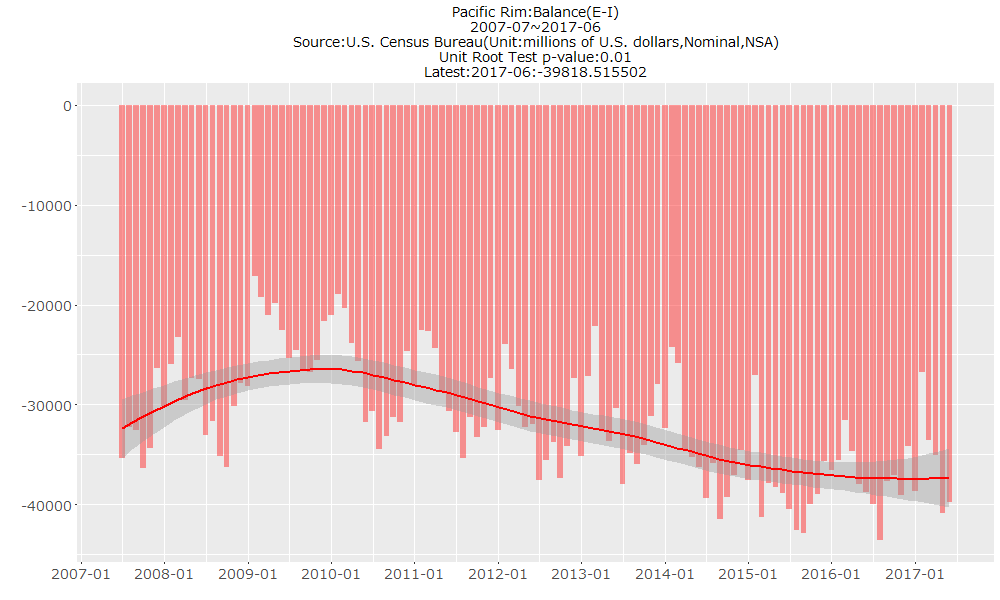 Pacific Rim:Balance(E-I)
2007-07~2017-06
Source:U.S. Census Bureau(Unit:millions of U.S. dollars,Nominal,NSA)
Unit Root Test p-value:0.01
Latest:2017-06:-39818.515502
0
-10000
-20000
-30000
-40000
2007-01 2008-01 2009-01 2010-01 2011-01 2012-01 2013-01 2014-01 2015-01 2016-01 2017-01